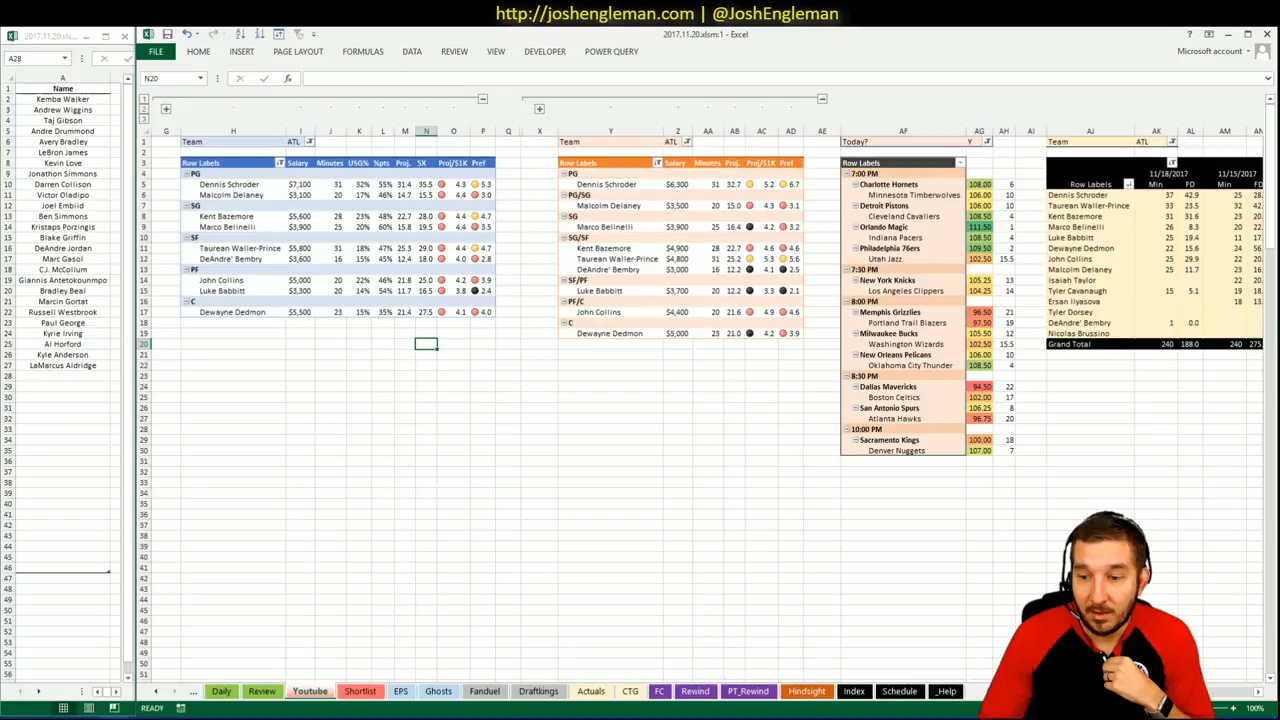 http://joshengleman.com | @JoshEngleman
2017.11.20.xlsm:1 - Excel
FILE HOME INSERT PAGE LAYOUT FORMULAS DATA REVIEW VIEW DEVELOPER POWER QUERY Microsoft account
A28
N20
Name
Kemba Walker
Andrew Wiggins
Taj Gibson
Andre Drummond
Avery Bradley
LeBron James
Kevin Love
Jonathon Simmons
Darren Collison
Victor Oladipo
Joel Embiid
Ben Simmons
Kristaps Porzingis
Blake Griffin
DeAndre Jordan
Marc Gasol
C.J. McCollum
Giannis Antetokounmpo
Bradley Beal
Marcin Gortat
Russell Westbrook
Paul George
Kyrie Irving
Al Horford
Kyle Anderson
LaMarcus Aldridge
Team ATL
Row Labels Salary Minutes USG% %pts Proj. 5X Proj/$1K Pref
PG
Dennis Schroder $7,100 31 32% 55% 31.4 35.5 4.3 5.3
Malcolm Delaney $3,100 20 17% 46% 14.7 15.5 4.4 3.0
SG
Kent Bazemore $5,600 28 23% 48% 22.7 28.0 4.4 4.7
Marco Belinelli $3,900 25 20% 60% 15.8 19.5 4.4 3.5
SF
Taurean Waller-Prince $5,800 31 18% 47% 25.3 29.0 4.4 4.7
DeAndre' Bembry $3,600 16 15% 45% 12.4 18.0 4.0 2.8
PF
John Collins $5,000 20 22% 46% 21.8 25.0 4.2 3.9
Luke Babbitt $3,300 20 14% 54% 11.7 16.5 3.8 2.4
C
Dewayne Dedmon $5,500 23 15% 35% 21.4 27.5 4.1 4.0
Team ATL
Row Labels Salary Minutes Proj. Proj/$1K Pref
PG
Dennis Schroder $6,300 31 32.7 5.2 6.7
PG/SG
Malcolm Delaney $3,500 20 15.0 4.3 3.1
SG
Marco Belinelli $3,900 25 16.4 4.2 3.2
SG/SF
Kent Bazemore $4,900 28 22.7 4.6 4.6
Taurean Waller-Prince $4,800 31 25.2 5.3 5.6
DeAndre' Bembry $3,000 16 12.2 4.1 2.5
SF/PF
Luke Babbitt $3,700 20 12.2 3.3 2.1
PF/C
John Collins $4,400 20 21.6 4.9 4.6
C
Dewayne Dedmon $5,000 23 21.0 4.2 3.9
Today? Y
Row Labels
7:00 PM
Charlotte Hornets 108.00 6
Minnesota Timberwolves 106.00 10
Detroit Pistons 106.00 10
Cleveland Cavaliers 108.50 4
Orlando Magic 111.50 1
Indiana Pacers 108.50 4
Philadelphia 76ers 109.50 2
Utah Jazz 102.50 15.5
7:30 PM
New York Knicks 105.25 13
Los Angeles Clippers 104.25 14
8:00 PM
Memphis Grizzlies 96.50 21
Portland Trail Blazers 97.50 19
Milwaukee Bucks 105.50 12
Washington Wizards 102.50 15.5
New Orleans Pelicans 106.00 10
Oklahoma City Thunder 108.50 4
8:30 PM
Dallas Mavericks 94.50 22
Boston Celtics 102.00 17
San Antonio Spurs 106.25 8
Atlanta Hawks 96.75 20
10:00 PM
Sacramento Kings 100.00 18
Denver Nuggets 107.00 7
Team ATL
11/18/2017 11/15/2017
Row Labels Min FD Min FD
Dennis Schroder 37 42.9 25 28.
Taurean Waller-Prince 33 23.5 32 42.
Kent Bazemore 31 31.6 23
Marco Belinelli 26 8.3 20
Luke Babbitt 25 19.4 11
Dewayne Dedmon 22 15.6 24
John Collins 25 29.9 22
Malcolm Delaney 25 11.7 23
Isaiah Taylor 20
Tyler Cavanaugh 15 5.1 24
Ersan Ilyasova 18 13.
Tyler Dorsey
DeAndre' Bembry 1 0.0
Nicolas Brussino
Grand Total 240 188.0 240 275.
... Daily Review Youtube Shortlist EPS Ghosts Fanduel Draftkings Actuals CTG FC Rewind PT_Rewind Hindsight Index Schedule _Help
READY 100%